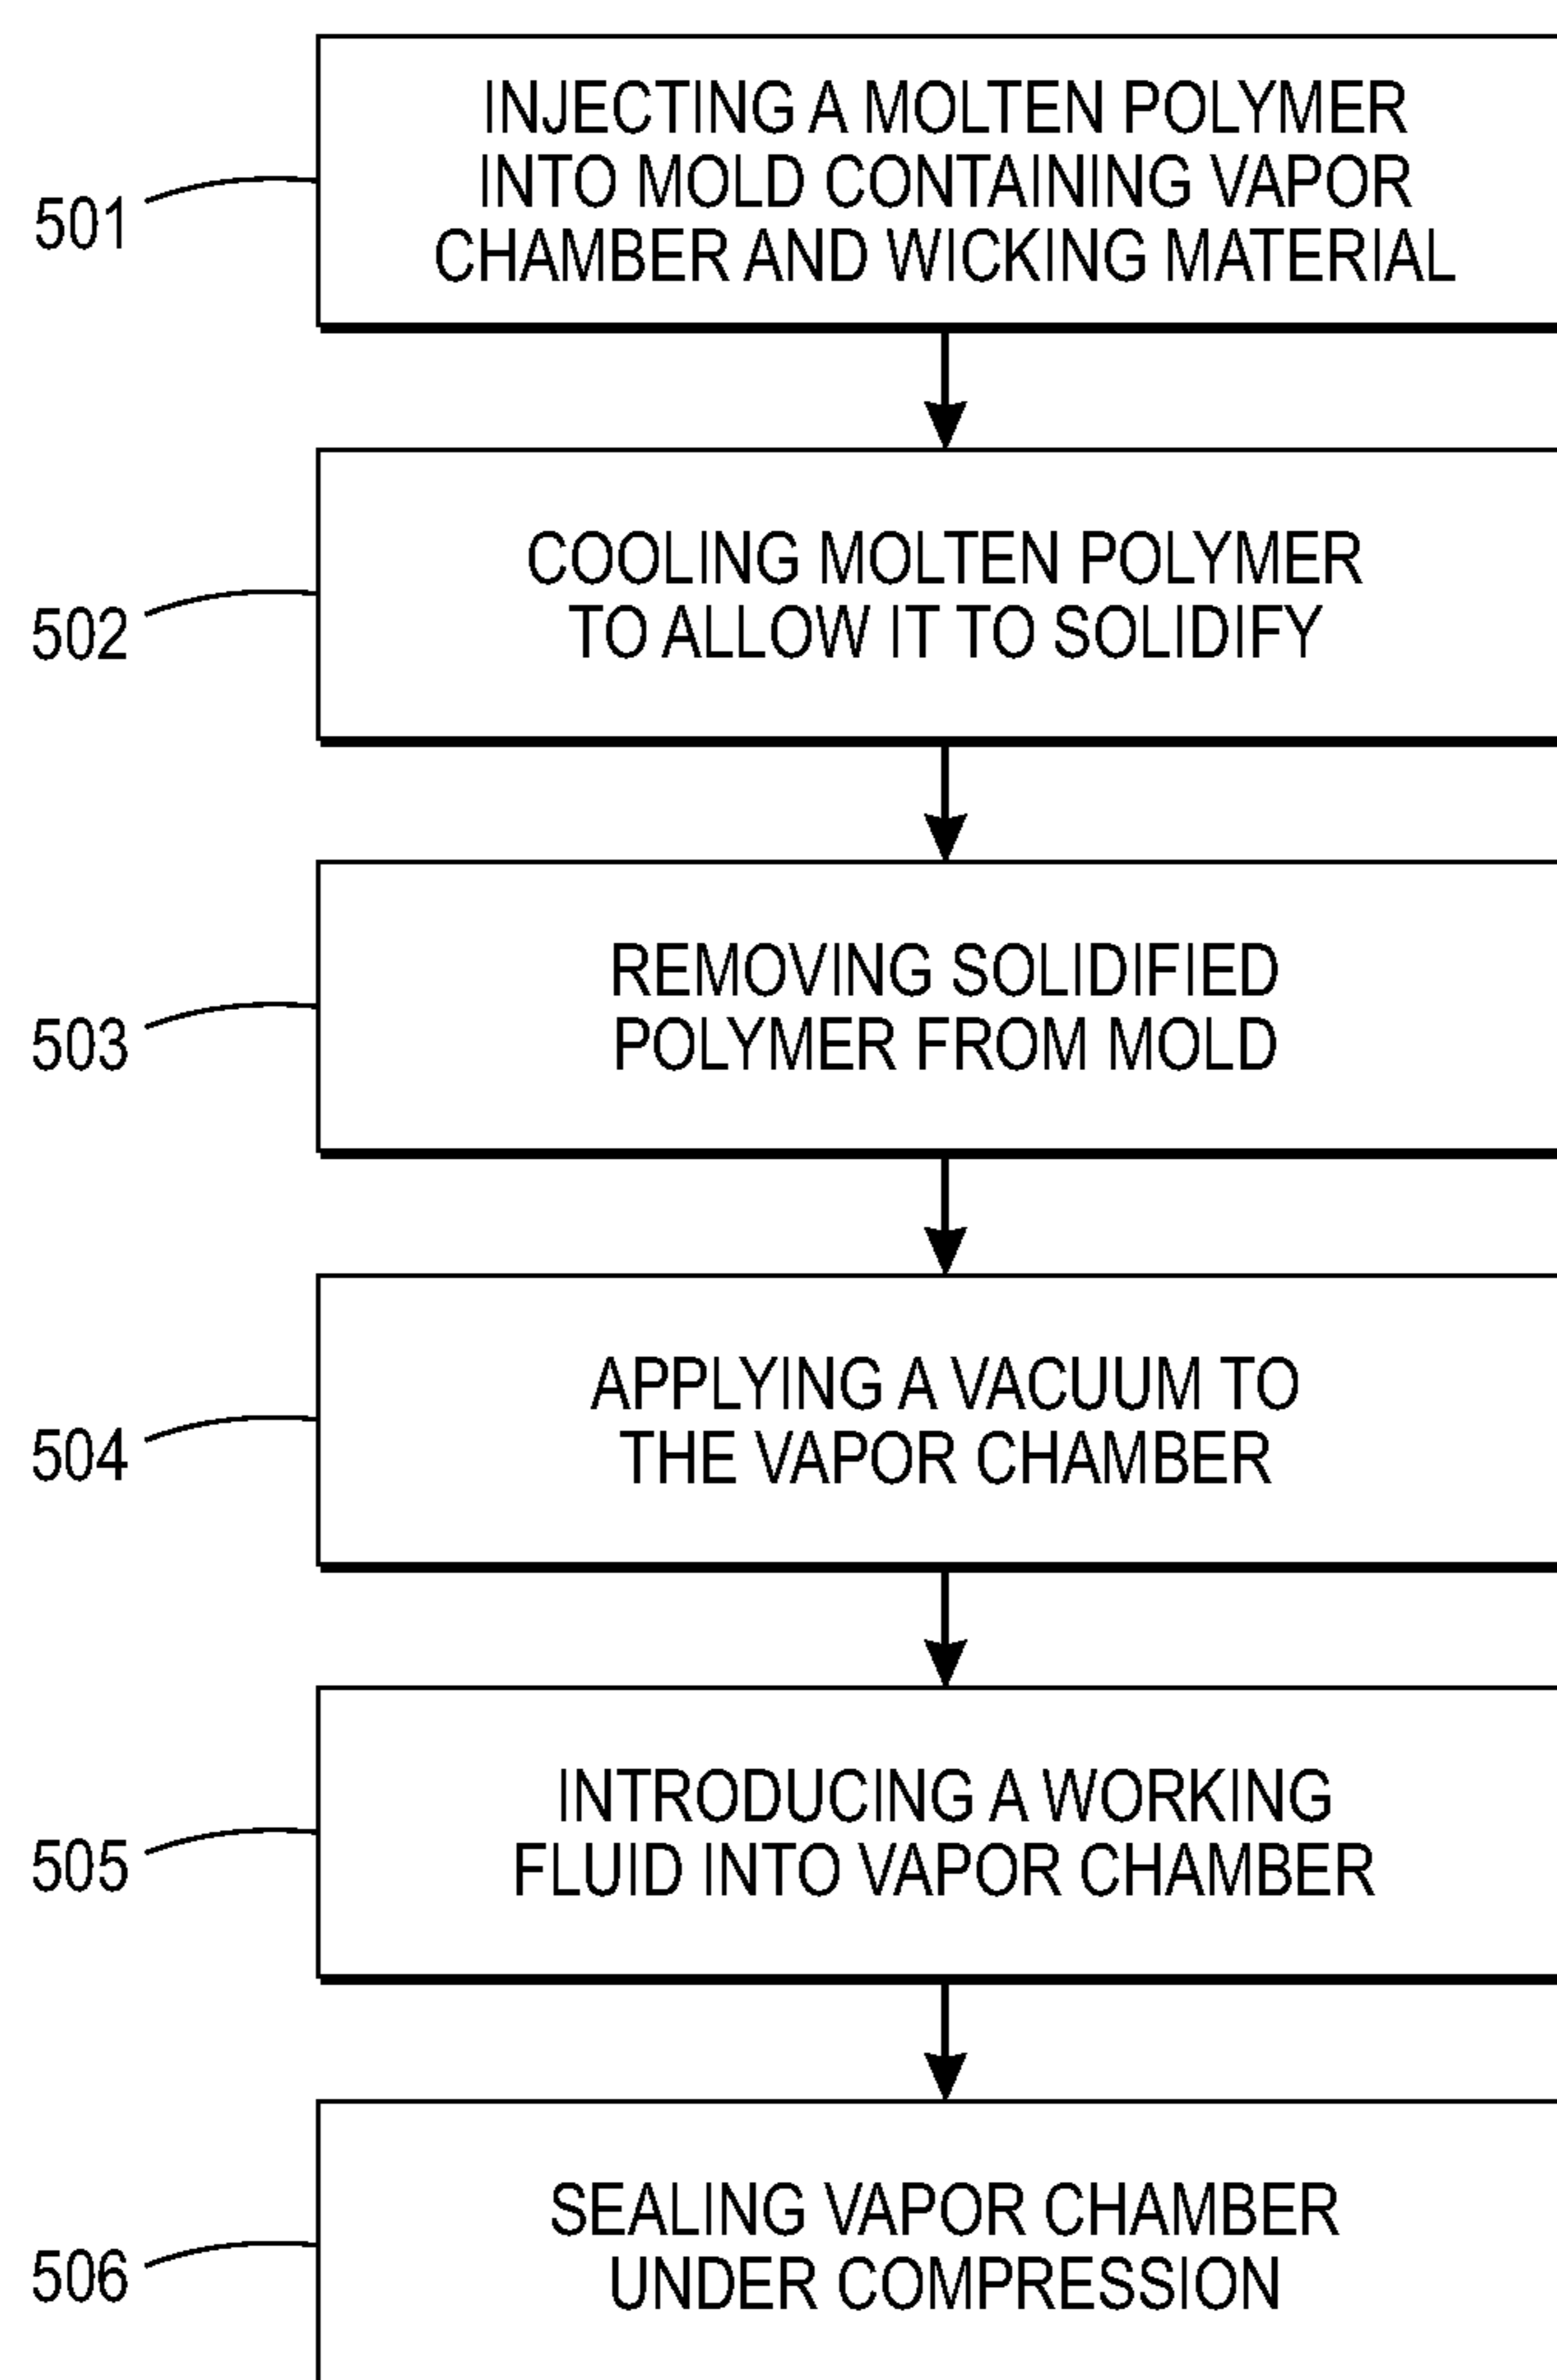 INJECTING A MOLTEN POLYMER
INTO MOLD CONTAINING VAPOR
CHAMBER AND WICKING MATERIAL
501
COOLING MOLTEN POLYMER
TO ALLOW IT TO SOLIDIFY
502
REMOVING SOLIDIFIED
POLYMER FROM MOLD
503
APPLYING A VACUUM TO
THE VAPOR CHAMBER
504
INTRODUCING A WORKING
FLUID INTO VAPOR CHAMBER
505
SEALING VAPOR CHAMBER
UNDER COMPRESSION
506